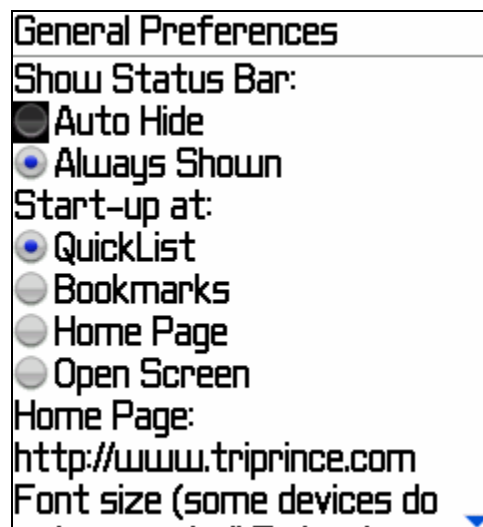 General Preferences
Show Status Bar:
Auto Hide
Always Shown
Start-up at:
QuickList
Bookmarks
Home Page
Open Screen
Home Page:
http://www.triprince.com
Font size (some devices do